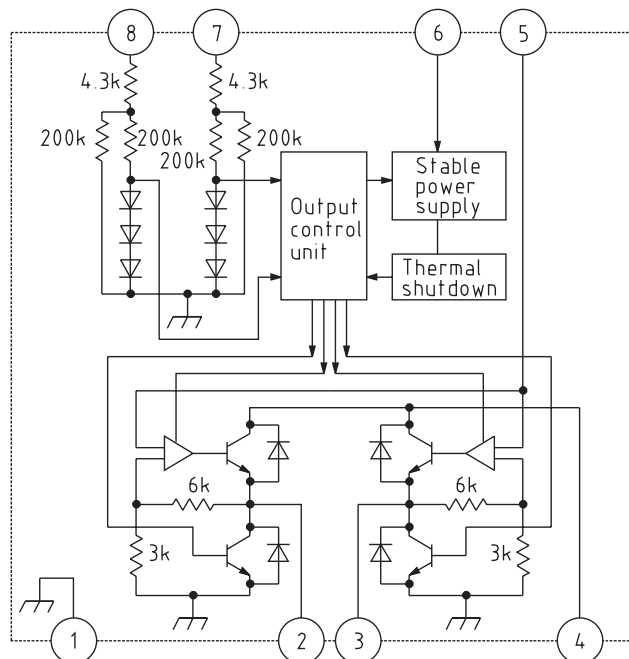 8
7
6
5
4.3k
4.3k
200k
200k
200k
200k
Output
control
unit
Stable
power
supply
Thermal
shutdown
6k
6k
3k
3k
1
2
3
4